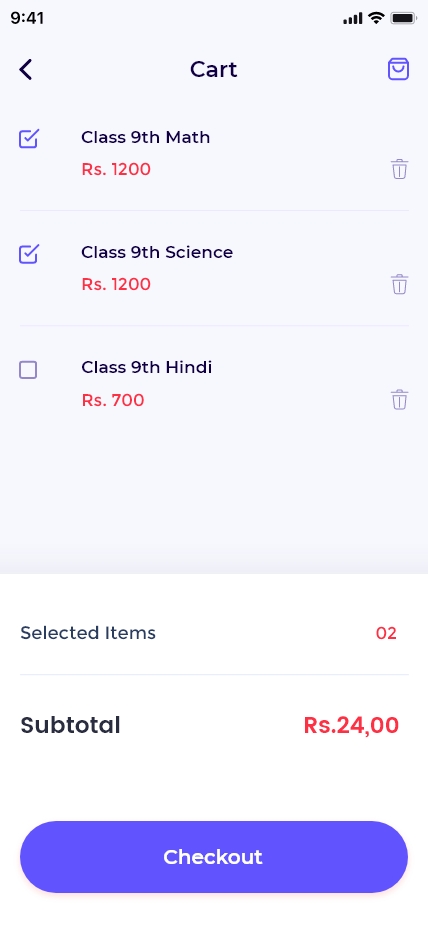 9:41
Cart
Class 9th Math
Rs. 1200
Class 9th Science
Rs. 1200
Class 9th Hindi
Rs. 700
Selected Items 02
Subtotal Rs.24,00
Checkout